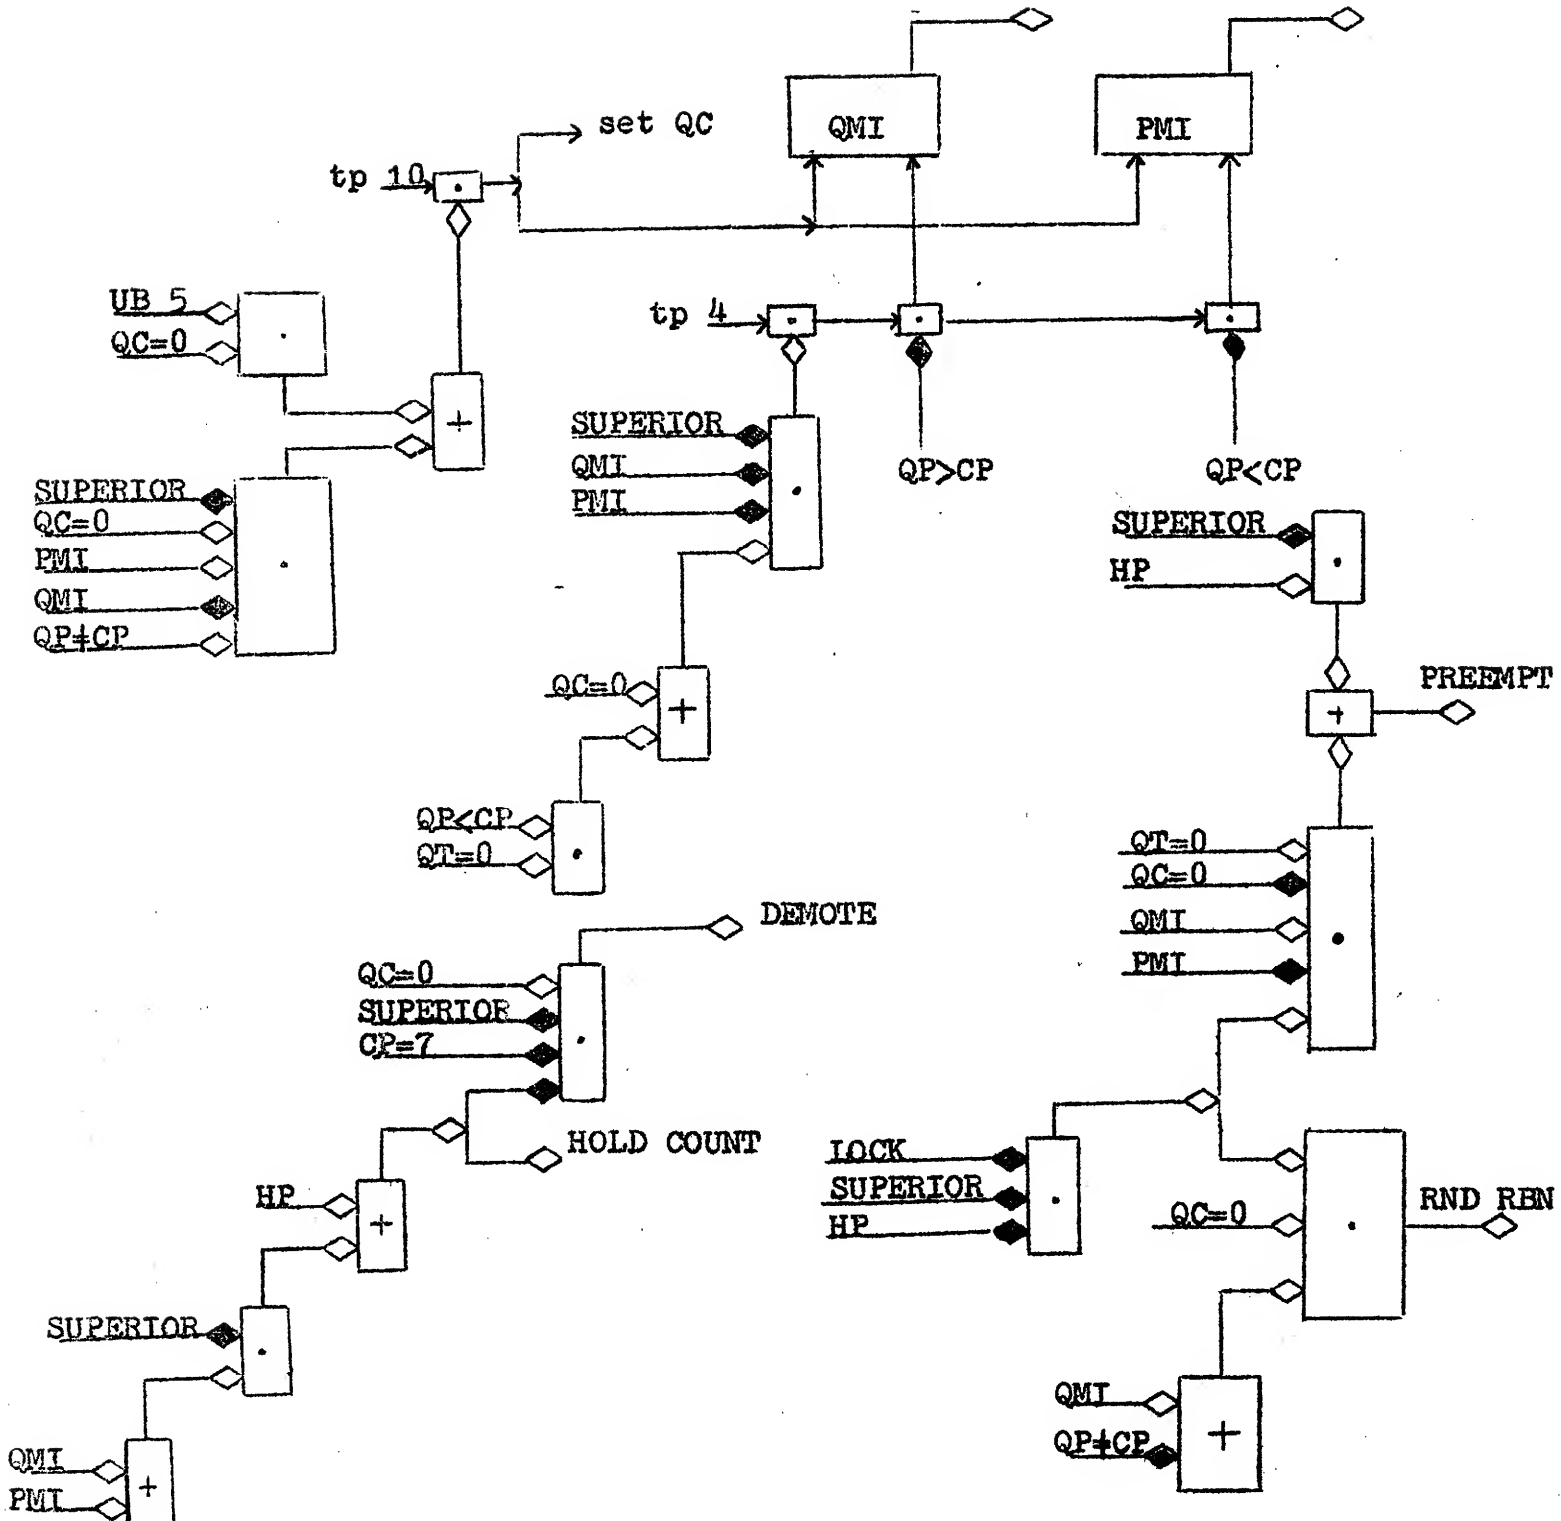 set QC
QMI
PMI
tp 10
UB 5
QC=0
tp 4
SUPERIOR
QMI
PMI
QP>CP
QP<CP
SUPERIOR
QC=0
PMI
QMI
QP≠CP
SUPERIOR
HP
QC=0
PREEMPT
QP<CP
QT=0
QT=0
QC=0
QMI
PMI
DEMOTE
QC=0
SUPERIOR
CP=7
HOLD COUNT
LOCK
SUPERIOR
HP
HP
QC=0
RND RBN
SUPERIOR
QMI
QP≠CP
QMI
PMI